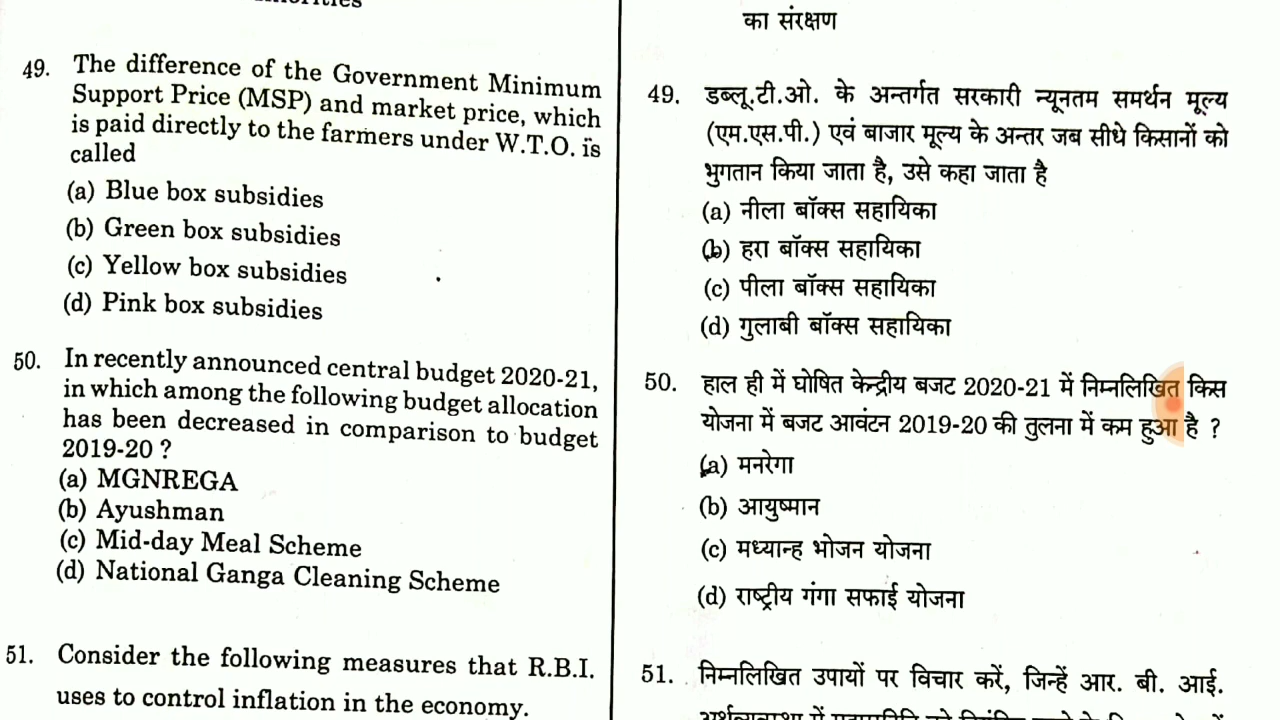 49. The difference of the Government Minimum
Support Price (MSP) and market price, which
is paid directly to the farmers under W.T.O. is
called
(a) Blue box subsidies
(b) Green box subsidies
(c) Yellow box subsidies
(d) Pink box subsidies
50. In recently announced central budget 2020-21,
in which among the following budget allocation
has been decreased in comparison to budget
2019-20 ?
(a) MGNREGA
(b) Ayushman
(c) Mid-day Meal Scheme
(d) National Ganga Cleaning Scheme
51. Consider the following measures that R.B.I.
uses to control inflation in the economy.
का संरक्षण
49. डब्लू.टी.ओ. के अन्तर्गत सरकारी न्यूनतम समर्थन मूल्य
(एम.एस.पी.) एवं बाजार मूल्य के अन्तर जब सीधे किसानों को
भुगतान किया जाता है, उसे कहा जाता है
(a) नीला बॉक्स सहायिका
(b) हरा बॉक्स सहायिका
(c) पीला बॉक्स सहायिका
(d) गुलाबी बॉक्स सहायिका
50. हाल ही में घोषित केन्द्रीय बजट 2020-21 में निम्नलिखित किस
योजना में बजट आवंटन 2019-20 की तुलना में कम हुआ है ?
(a) मनरेगा
(b) आयुष्मान
(c) मध्यान्ह भोजन योजना
(d) राष्ट्रीय गंगा सफाई योजना
51. निम्नलिखित उपायों पर विचार करें, जिन्हें आर. बी. आई.